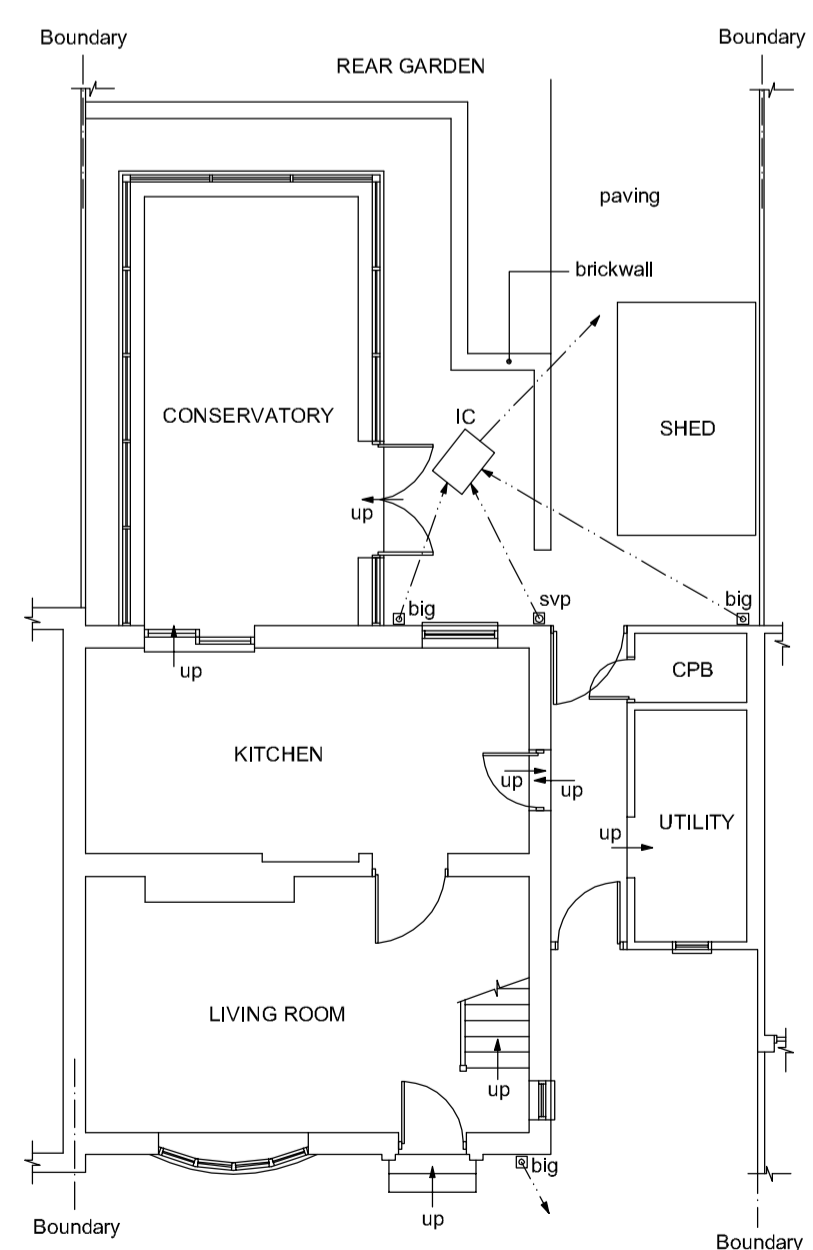 Boundary
Boundary
REAR GARDEN
paving
brickwall
CONSERVATORY
IC
SHED
up
big
svp
big
up
CPB
KITCHEN
up
up
UTILITY
up
LIVING ROOM
up
big
up
Boundary
Boundary